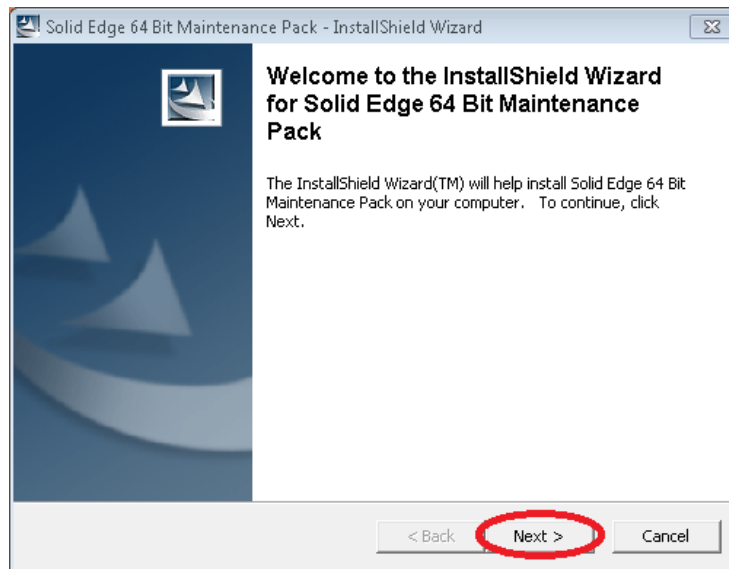 Solid Edge 64 Bit Maintenance Pack - InstallShield Wizard
Welcome to the InstallShield Wizard
for Solid Edge 64 Bit Maintenance
Pack
The InstallShield Wizard(TM) will help install Solid Edge 64 Bit
Maintenance Pack on your computer. To continue, click
Next.
< Back
Next >
Cancel